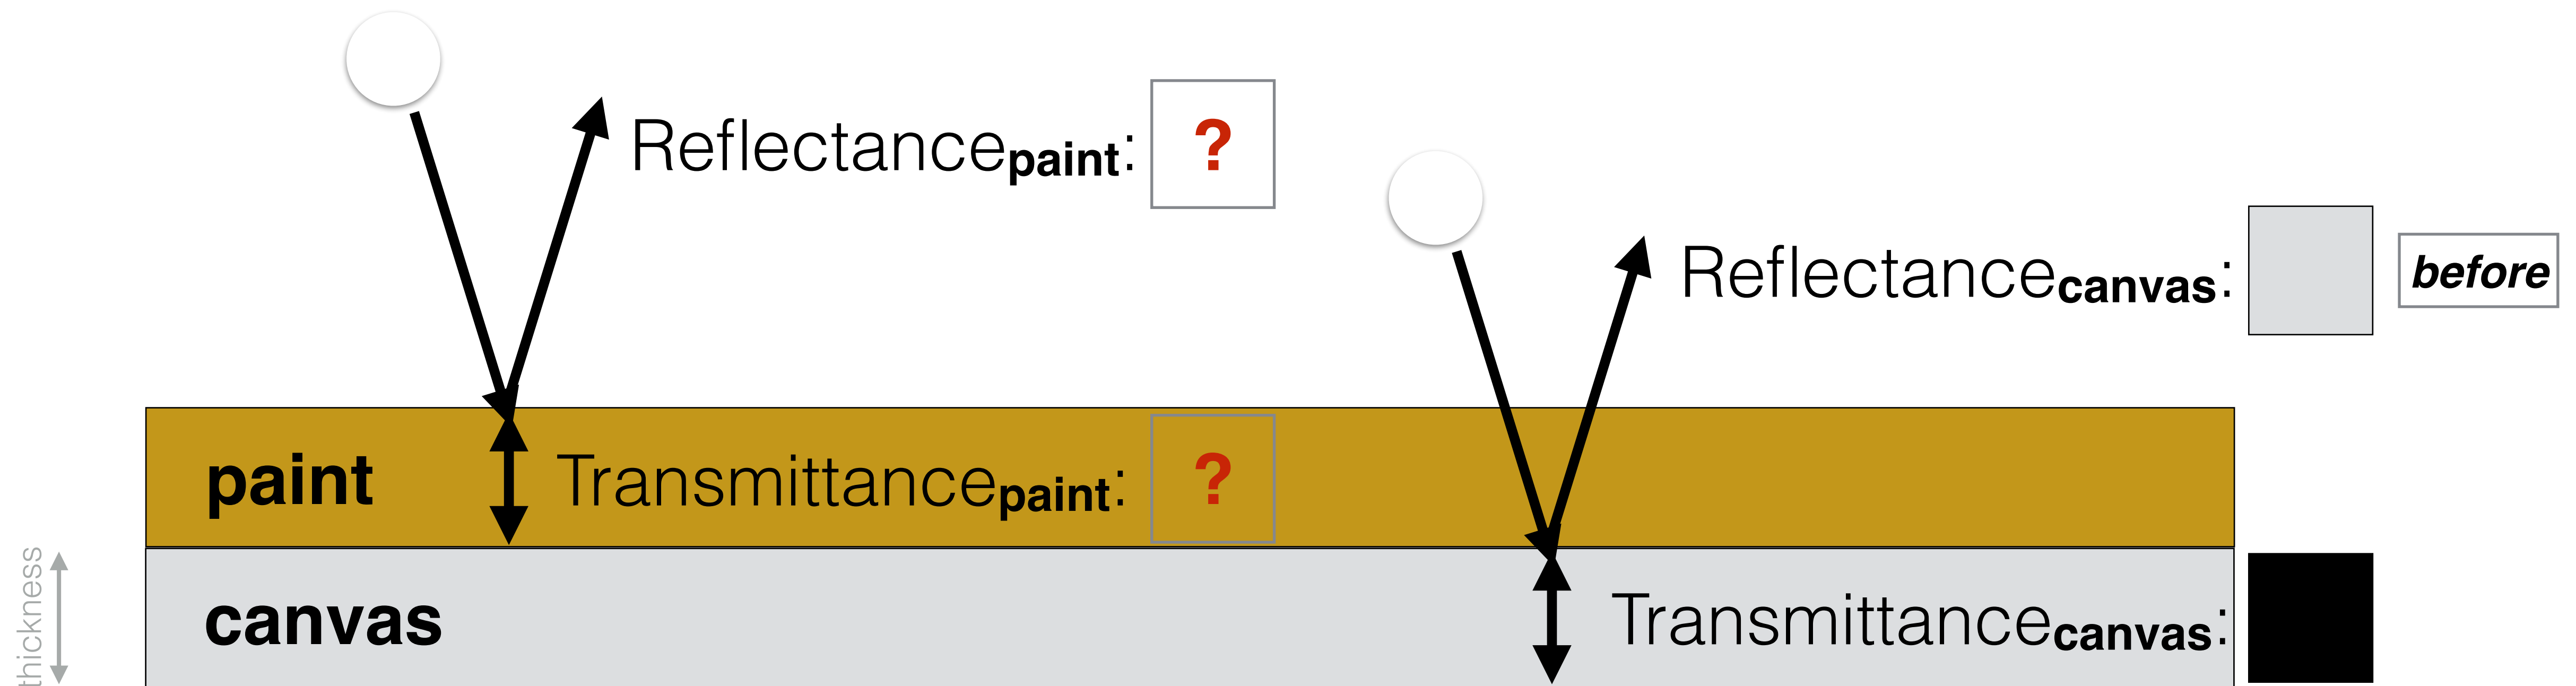 Reflectancepaint: ?
Reflectancecanvas:
before
paint
Transmittancepaint: ?
canvas
Transmittancecanvas:
thickness